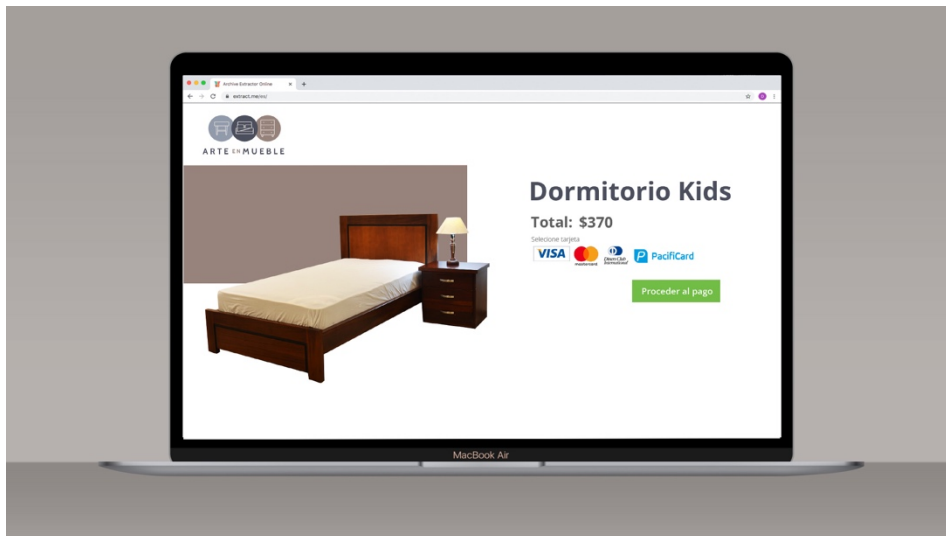 Archive Extractor Online
extract.me/es/
ARTE EN MUEBLE
Dormitorio Kids
Total: $370
Selecione tarjeta
VISA
mastercard
Diners Club
International
P PacifiCard
Proceder al pago
MacBook Air